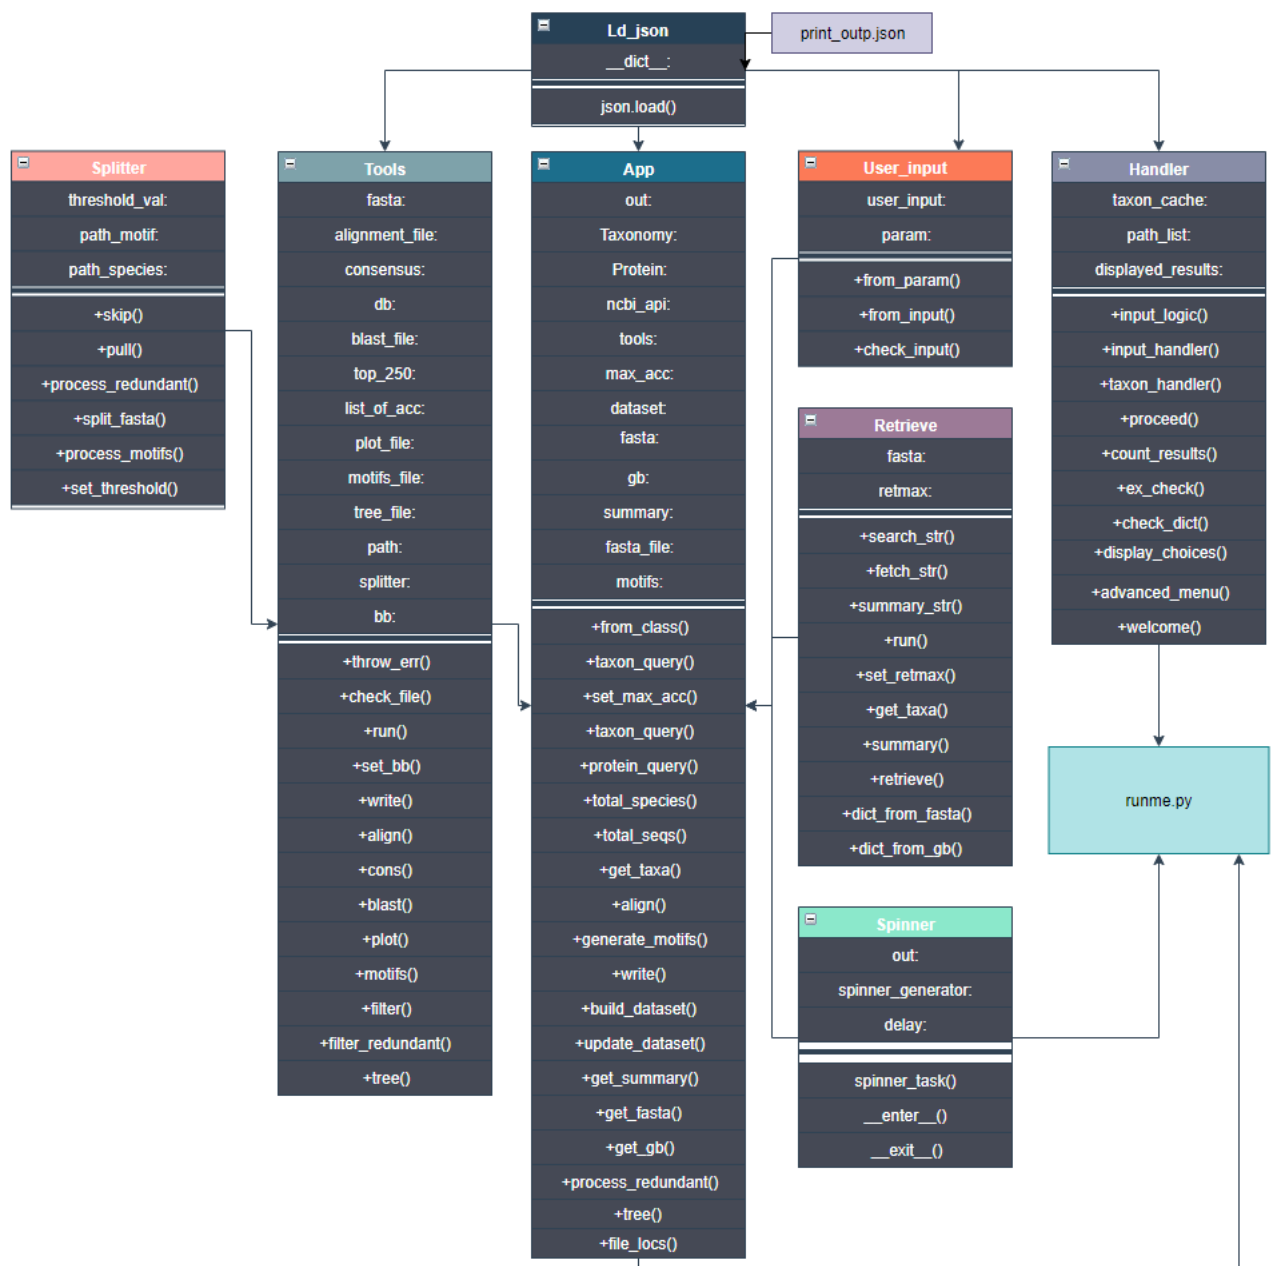 Ld_json
__dict__:
json.load()
print_outp.json
Splitter
threshold_val:
path_motif:
path_species:
+skip()
+pull()
+process_redundant()
+split_fasta()
+process_motifs()
+set_threshold()
Tools
fasta:
alignment_file:
consensus:
db:
blast_file:
top_250:
list_of_acc:
plot_file:
motifs_file:
tree_file:
path:
splitter:
bb:
+throw_err()
+check_file()
+run()
+set_bb()
+write()
+align()
+cons()
+blast()
+plot()
+motifs()
+filter()
+filter_redundant()
+tree()
App
out:
Taxonomy:
Protein:
ncbi_api:
tools:
max_acc:
dataset:
fasta:
gb:
summary:
fasta_file:
motifs:
+from_class()
+taxon_query()
+set_max_acc()
+taxon_query()
+protein_query()
+total_species()
+total_seqs()
+get_taxa()
+align()
+generate_motifs()
+write()
+build_dataset()
+update_dataset()
+get_summary()
+get_fasta()
+get_gb()
+process_redundant()
+tree()
+file_locs()
User_input
user_input:
param:
+from_param()
+from_input()
+check_input()
Retrieve
fasta:
retmax:
+search_str()
+fetch_str()
+summary_str()
+run()
+set_retmax()
+get_taxa()
+summary()
+retrieve()
+dict_from_fasta()
+dict_from_gb()
Spinner
out:
spinner_generator:
delay:
spinner_task()
__enter__()
__exit__()
Handler
taxon_cache:
path_list:
displayed_results:
+input_logic()
+input_handler()
+taxon_handler()
+proceed()
+count_results()
+ex_check()
+check_dict()
+display_choices()
+advanced_menu()
+welcome()
runme.py